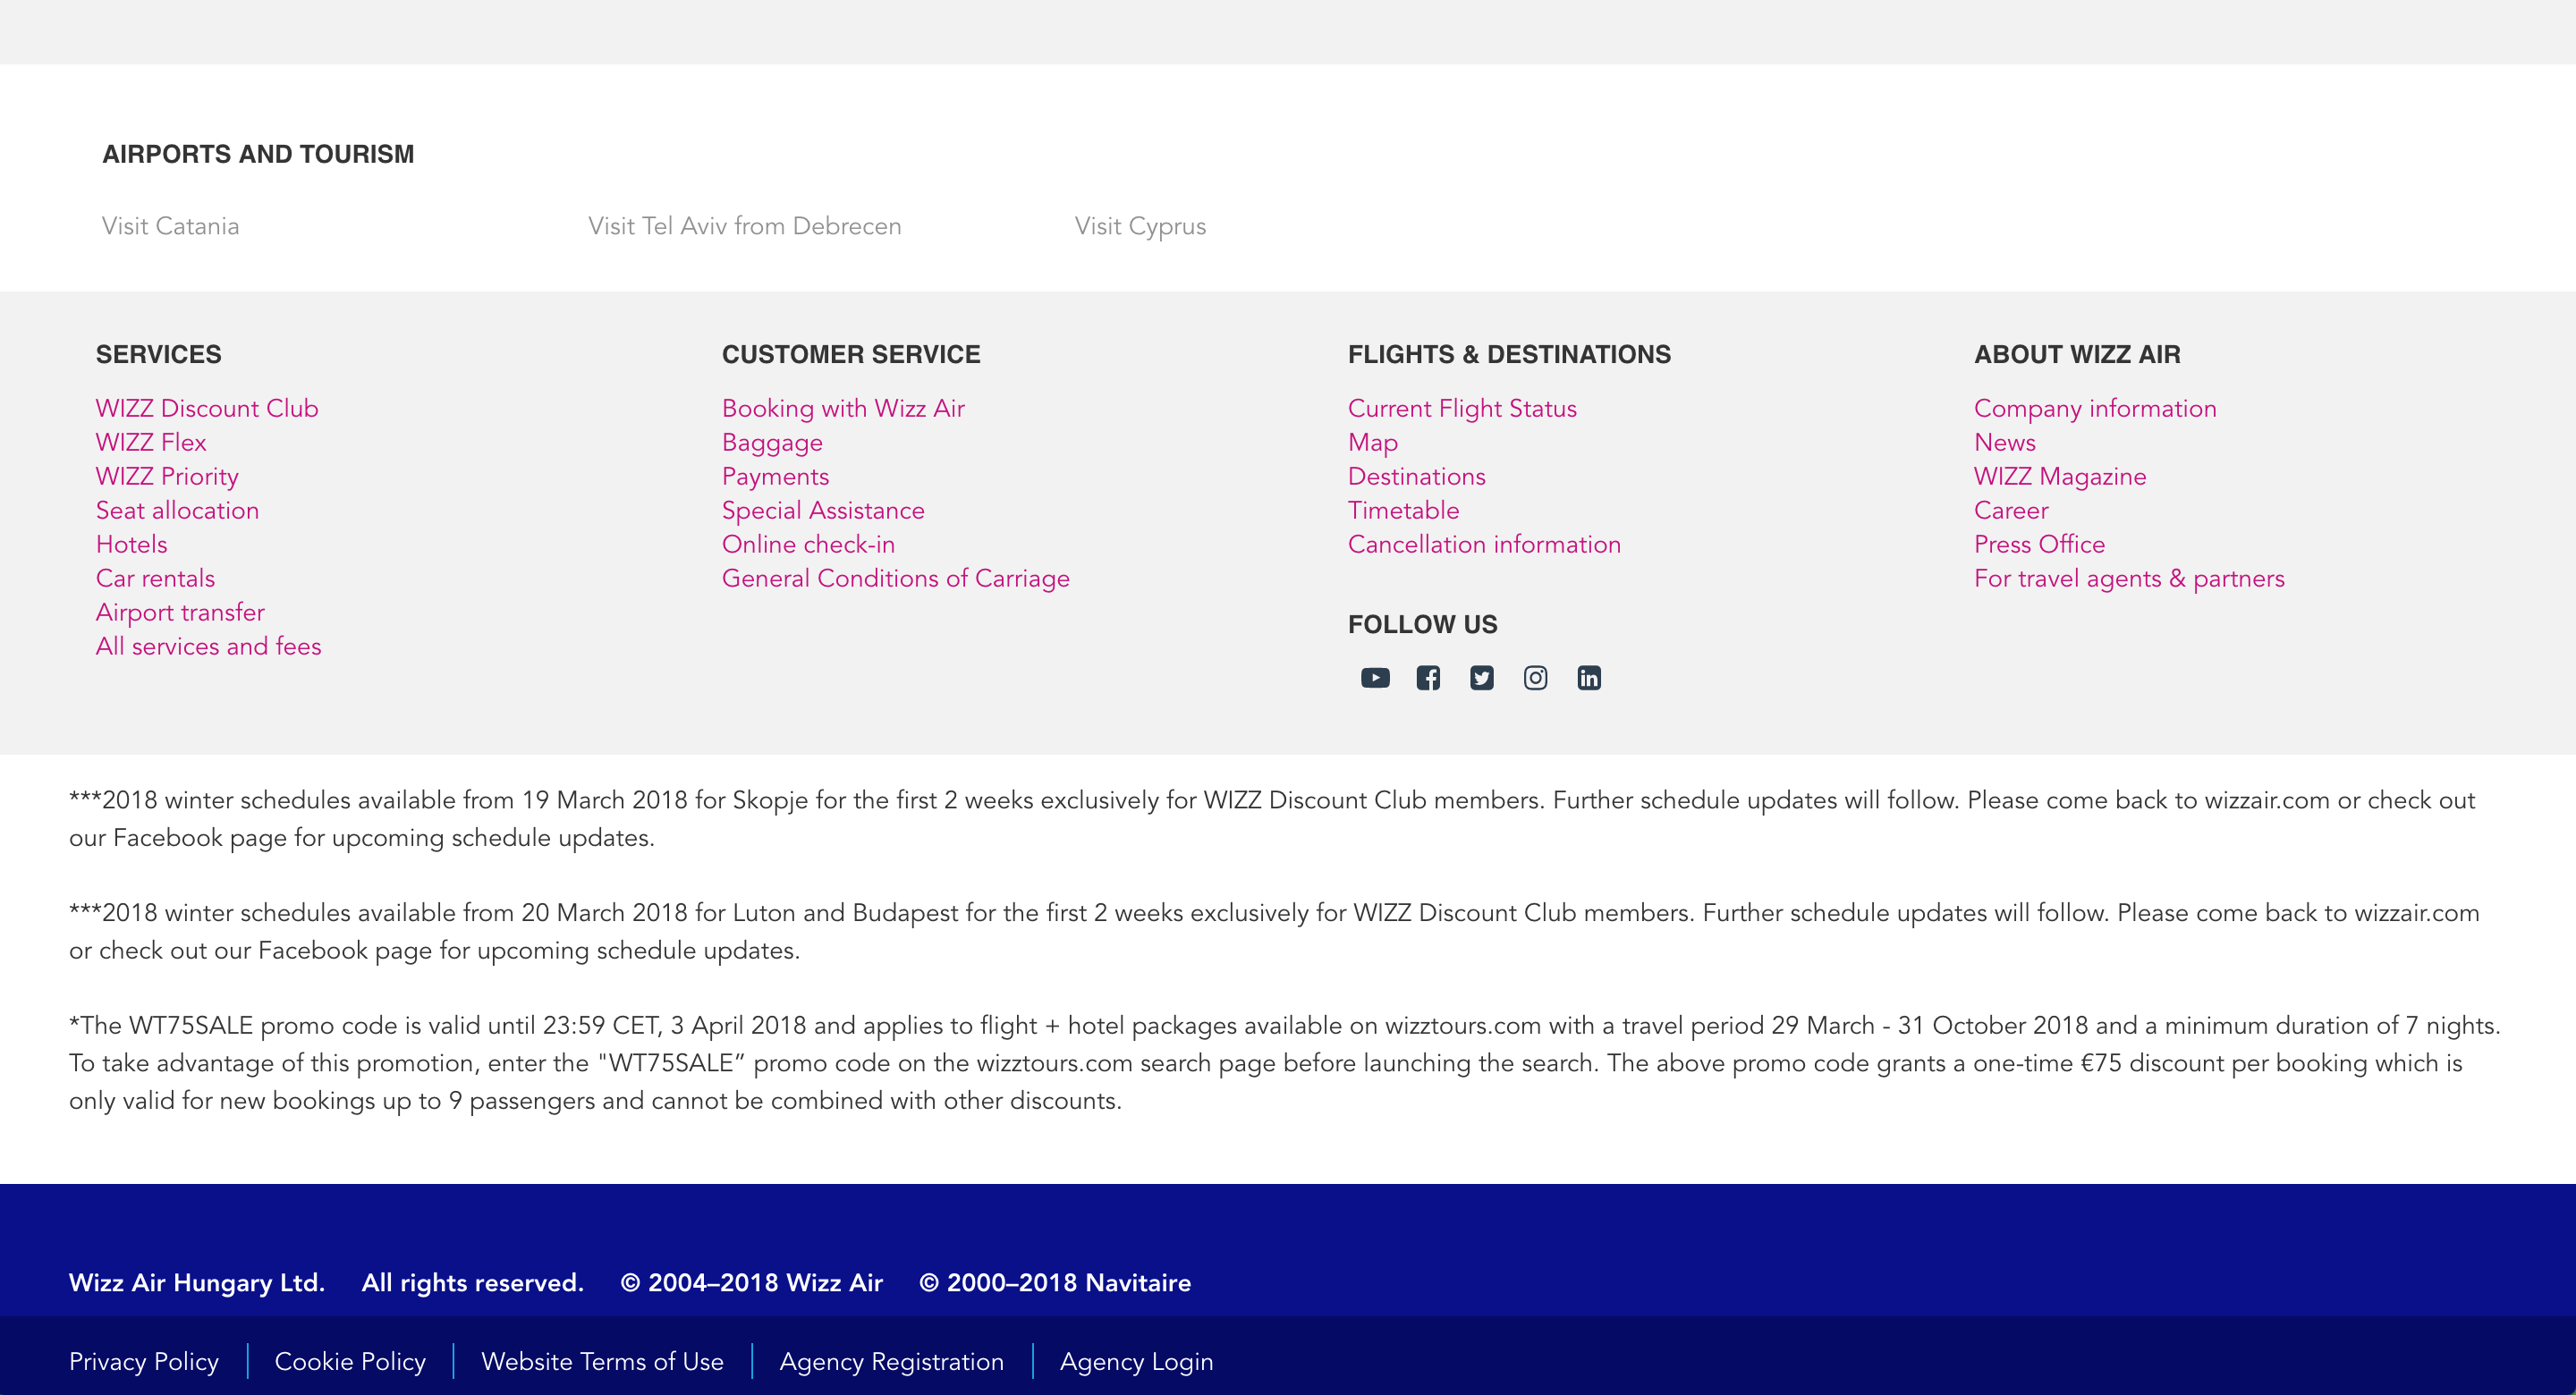 AIRPORTS AND TOURISM
Visit Catania
Visit Tel Aviv from Debrecen
Visit Cyprus
SERVICES
WIZZ Discount Club
WIZZ Flex
WIZZ Priority
Seat allocation
Hotels
Car rentals
Airport transfer
All services and fees
CUSTOMER SERVICE
Booking with Wizz Air
Baggage
Payments
Special Assistance
Online check-in
General Conditions of Carriage
FLIGHTS & DESTINATIONS
Current Flight Status
Map
Destinations
Timetable
Cancellation information
FOLLOW US
ABOUT WIZZ AIR
Company information
News
WIZZ Magazine
Career
Press Office
For travel agents & partners
***2018 winter schedules available from 19 March 2018 for Skopje for the first 2 weeks exclusively for WIZZ Discount Club members. Further schedule updates will follow. Please come back to wizzair.com or check out
our Facebook page for upcoming schedule updates.
***2018 winter schedules available from 20 March 2018 for Luton and Budapest for the first 2 weeks exclusively for WIZZ Discount Club members. Further schedule updates will follow. Please come back to wizzair.com
or check out our Facebook page for upcoming schedule updates.
*The WT75SALE promo code is valid until 23:59 CET, 3 April 2018 and applies to flight + hotel packages available on wizztours.com with a travel period 29 March - 31 October 2018 and a minimum duration of 7 nights.
To take advantage of this promotion, enter the "WT75SALE” promo code on the wizztours.com search page before launching the search. The above promo code grants a one-time €75 discount per booking which is
only valid for new bookings up to 9 passengers and cannot be combined with other discounts.
Wizz Air Hungary Ltd. All rights reserved. © 2004–2018 Wizz Air © 2000–2018 Navitaire
Privacy Policy Cookie Policy Website Terms of Use Agency Registration Agency Login